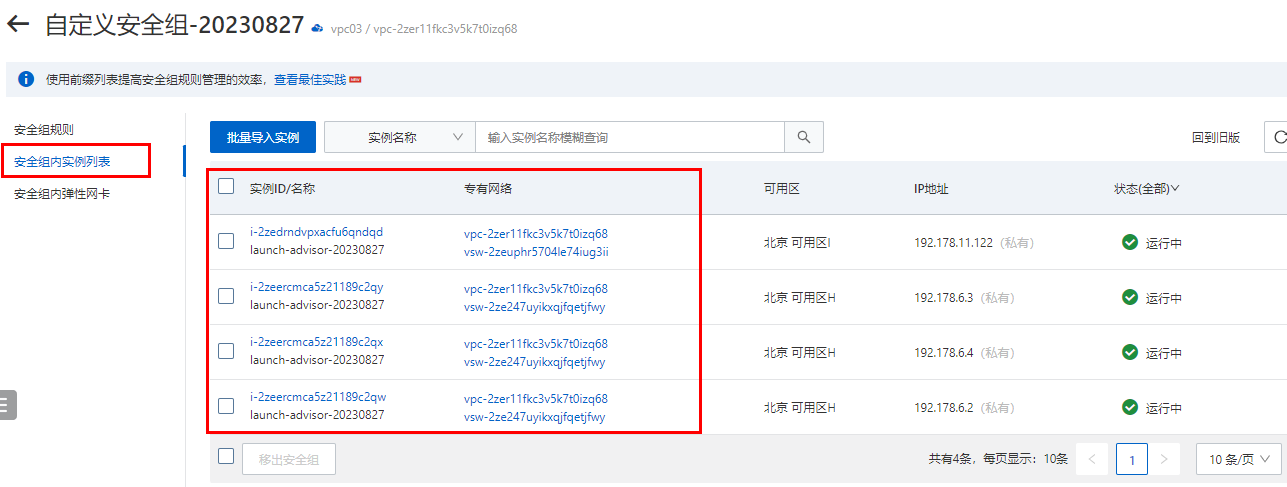 自定义安全组-20230827 vpc03 / vpc-2zer11fkc3v5k7t0izq68
使用前缀列表提高安全组规则管理的效率，查看最佳实践 NEW
安全组规则
安全组内实例列表
安全组内弹性网卡
批量导入实例 实例名称 输入实例名称模糊查询 回到旧版
实例ID/名称 专有网络 可用区 IP地址 状态(全部)
i-2zedrndvpxacfu6qndqd vpc-2zer11fkc3v5k7t0izq68
launch-advisor-20230827 vsw-2zeuphr5704le74iug3ii
北京 可用区I 192.178.11.122 (私有) 运行中
i-2zeercmca5z21189c2qy vpc-2zer11fkc3v5k7t0izq68
launch-advisor-20230827 vsw-2ze247uyikxqjfqetjfwy
北京 可用区H 192.178.6.3 (私有) 运行中
i-2zeercmca5z21189c2qx vpc-2zer11fkc3v5k7t0izq68
launch-advisor-20230827 vsw-2ze247uyikxqjfqetjfwy
北京 可用区H 192.178.6.4 (私有) 运行中
i-2zeercmca5z21189c2qw vpc-2zer11fkc3v5k7t0izq68
launch-advisor-20230827 vsw-2ze247uyikxqjfqetjfwy
北京 可用区H 192.178.6.2 (私有) 运行中
移出安全组 共有4条，每页显示：10条 1 10 条/页